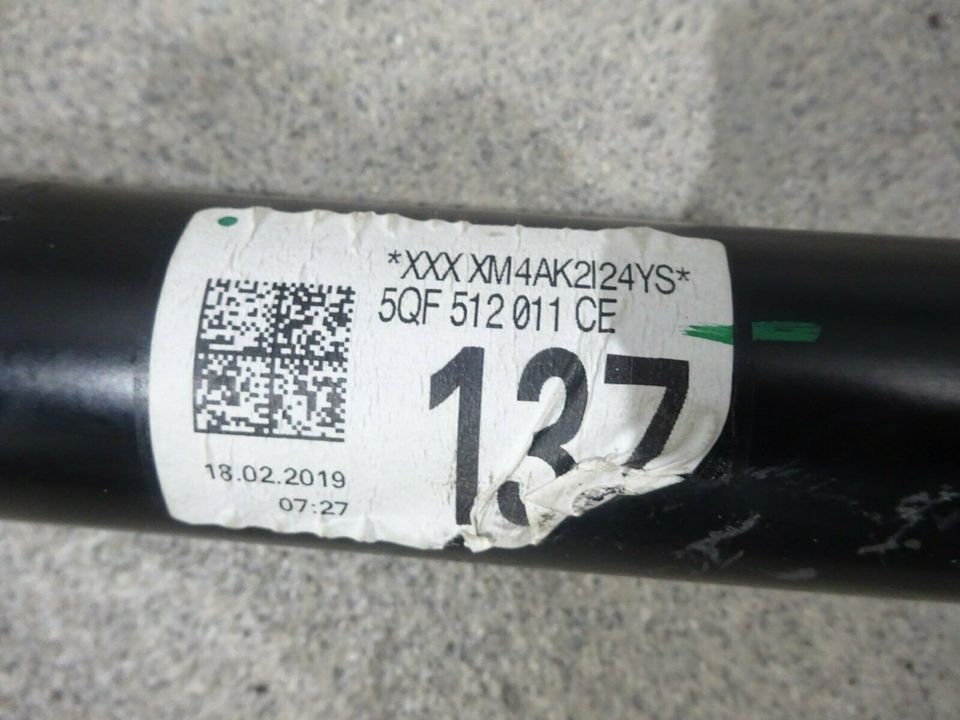 *XXX XM4AK2I24YS*
5QF 512 011 CE
137
18.02.2019
07:27